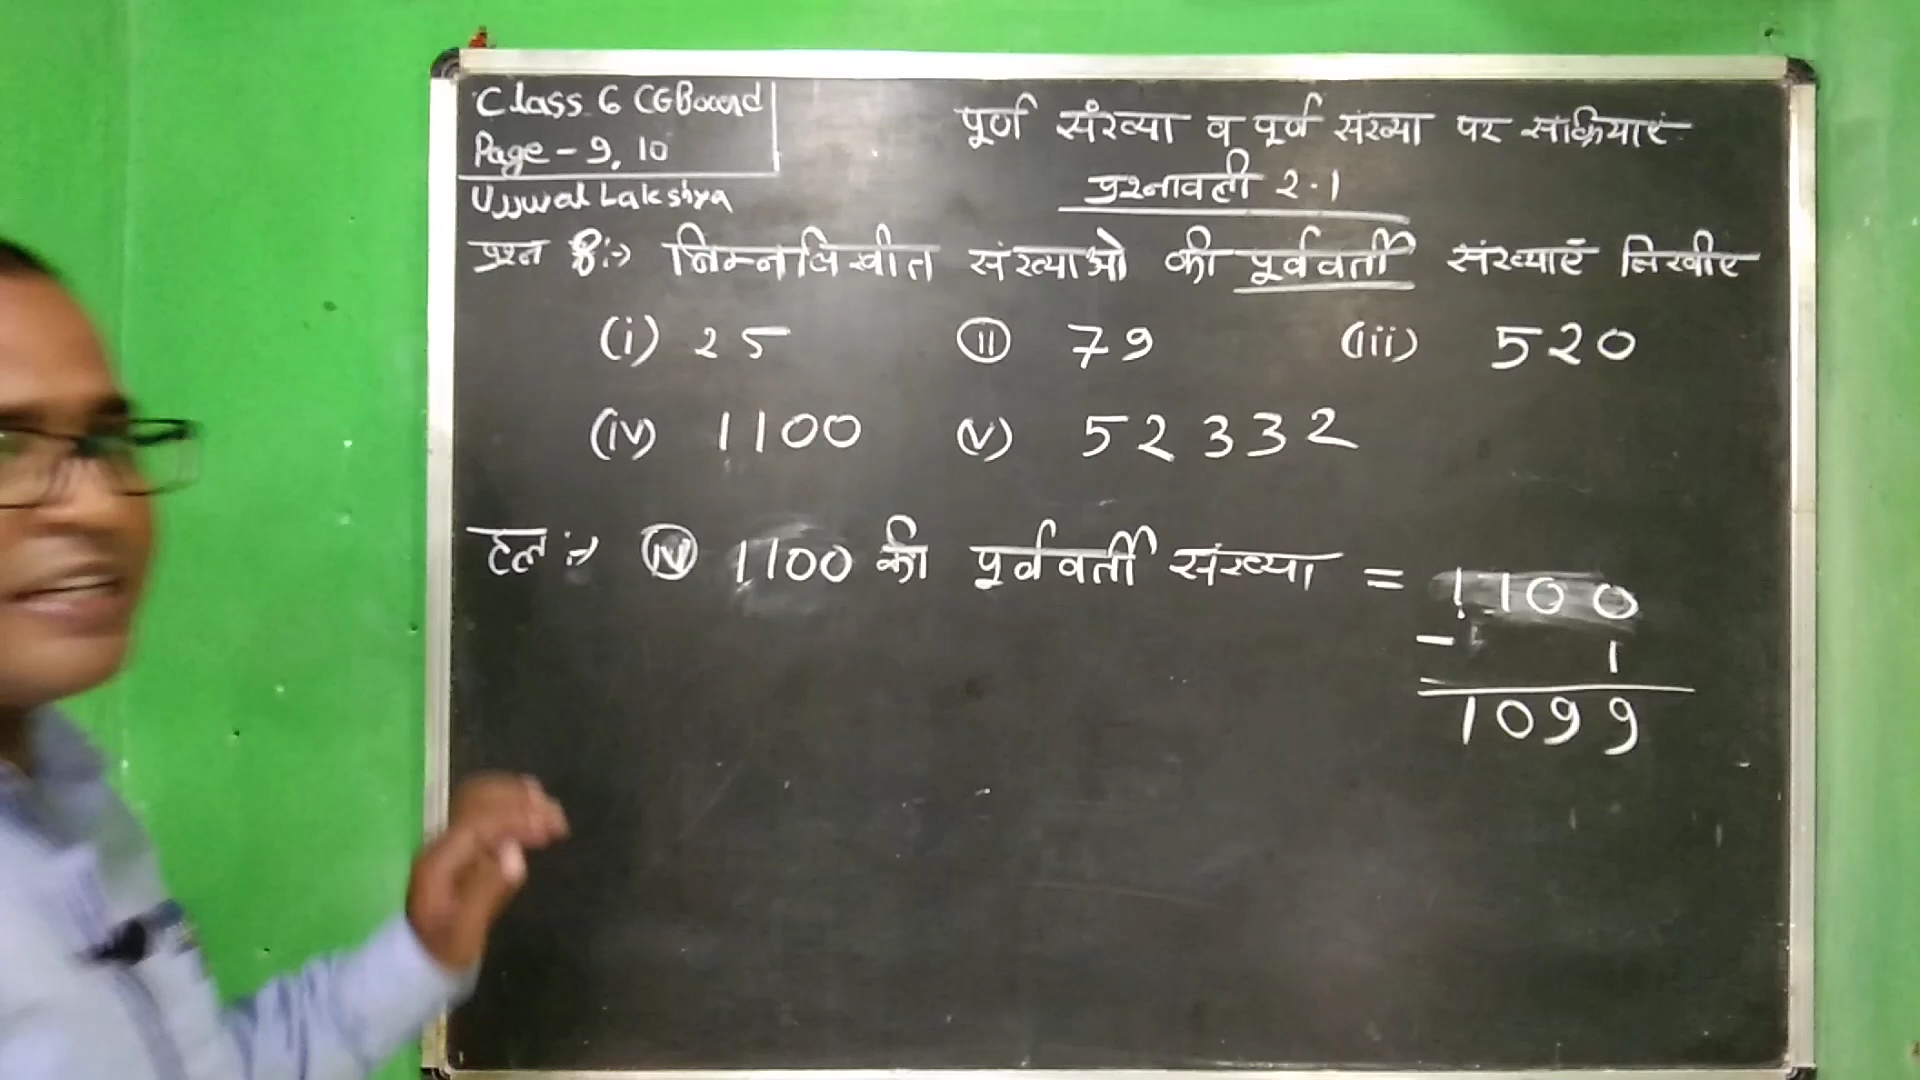 Class 6 CG Board
Page - 9, 10
Ujjwal Lakshya
पूर्ण संख्या व पूर्ण संख्या पर संक्रियाएं
प्रश्नावली 2.1
प्रश्न 8:-> निम्नलिखीत संख्याओ की पूर्ववर्ती संख्याएँ लिखीए
(i) 25 (ii) 79 (iii) 520
(iv) 1100 (v) 52332
हल :-> (iv) 1100 की पूर्ववर्ती संख्या = 1100
- 1
1099